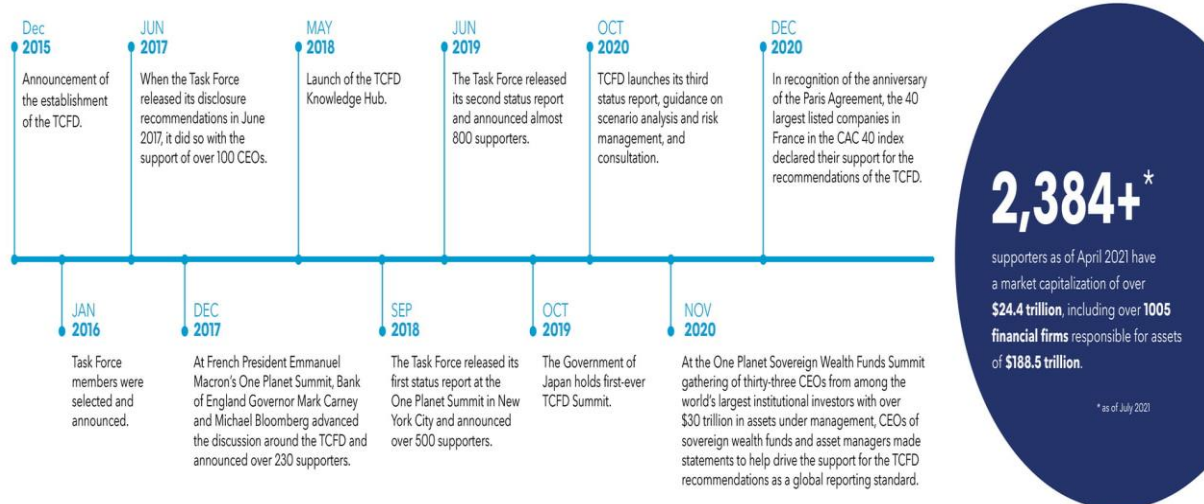 Dec
2015
Announcement of
the establishment
of the TCFD.
JUN
2017
When the Task Force
released its disclosure
recommendations in June
2017, it did so with the
support of over 100 CEOs.
MAY
2018
Launch of the TCFD
Knowledge Hub.
JUN
2019
The Task Force released
its second status report
and announced almost
800 supporters.
OCT
2020
TCFD launches its third
status report, guidance on
scenario analysis and risk
management, and
consultation.
DEC
2020
In recognition of the anniversary
of the Paris Agreement, the 40
largest listed companies in
France in the CAC 40 index
declared their support for the
recommendations of the TCFD.
JAN
2016
Task Force
members were
selected and
announced.
DEC
2017
At French President Emmanuel
Macron's One Planet Summit, Bank
of England Governor Mark Carney
and Michael Bloomberg advanced
the discussion around the TCFD and
announced over 230 supporters.
SEP
2018
The Task Force released its
first status report at the
One Planet Summit in New
York City and announced
over 500 supporters.
OCT
2019
The Government of
Japan holds first-ever
TCFD Summit.
NOV
2020
At the One Planet Sovereign Wealth Funds Summit
gathering of thirty-three CEOs from among the
world's largest institutional investors with over
$30 trillion in assets under management, CEOs of
sovereign wealth funds and asset managers made
statements to help drive the support for the TCFD
recommendations as a global reporting standard.
2,384+*
supporters as of April 2021 have
a market capitalization of over
$24.4 trillion, including over 1005
financial firms responsible for assets
of $188.5 trillion.
* as of July 2021